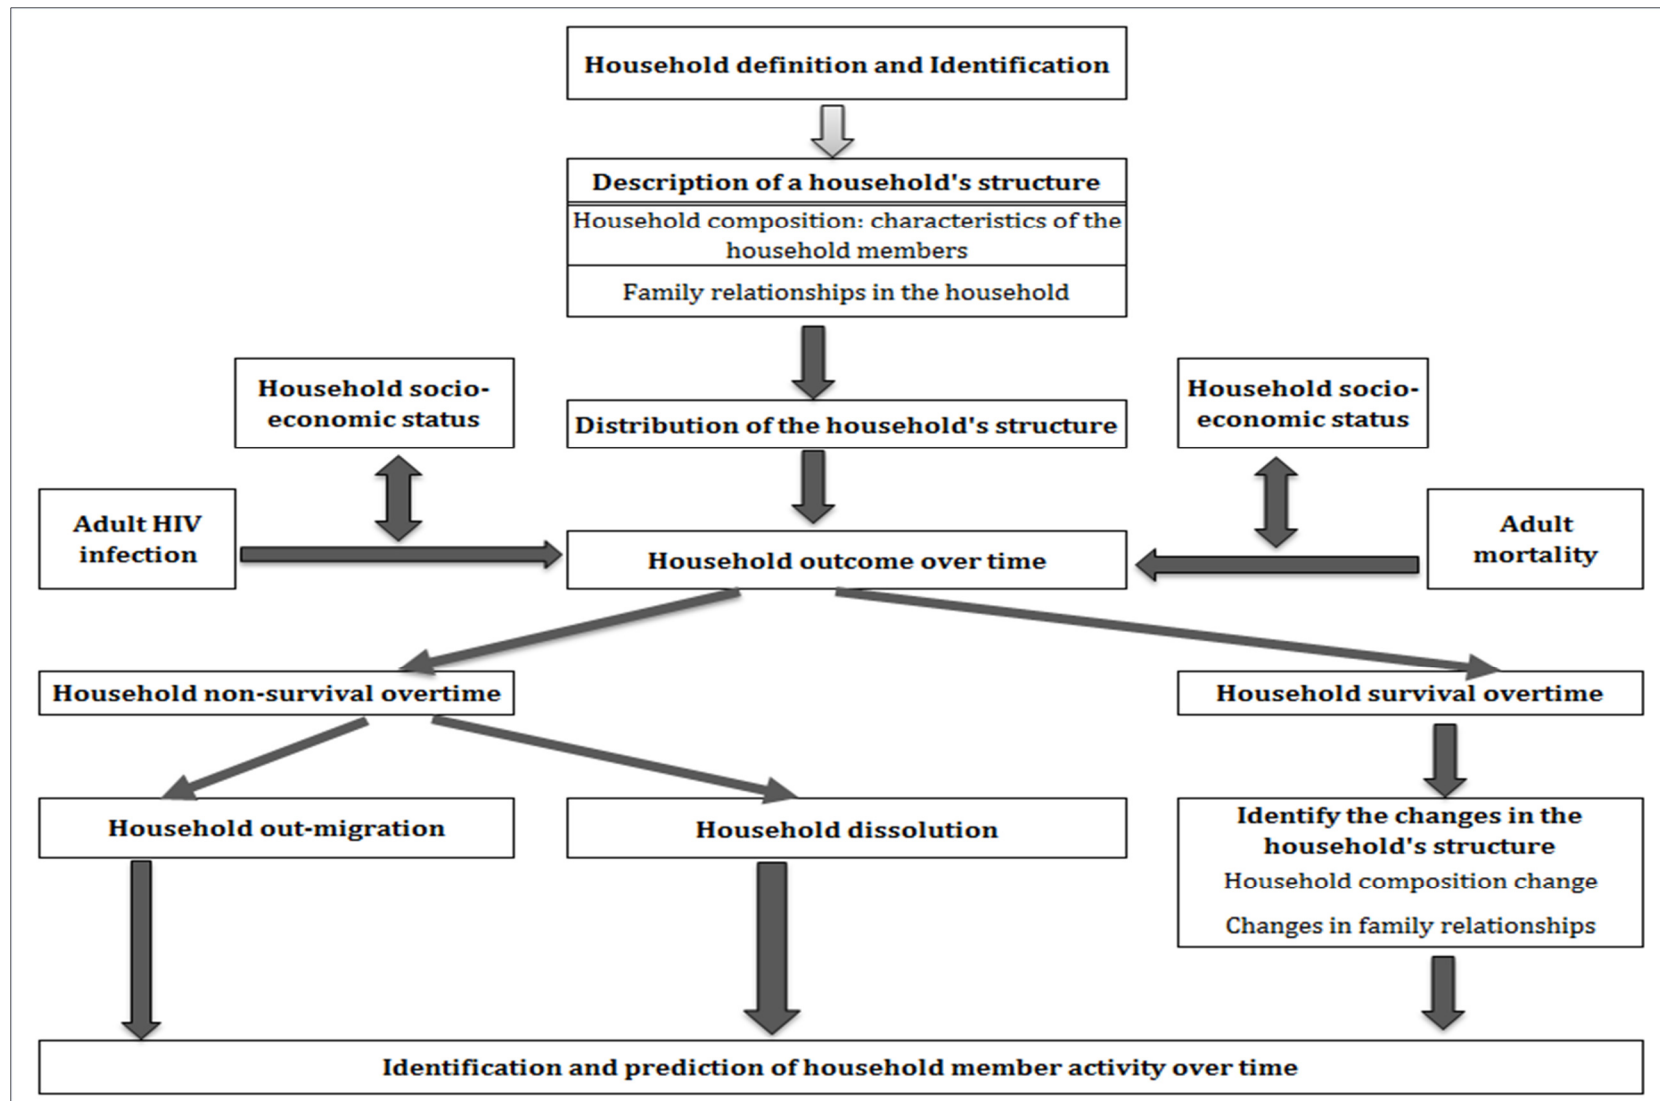 Household definition and Identification
Description of a household's structure
Household composition: characteristics of the
household members
Family relationships in the household
Household socio-
economic status
Distribution of the household's structure
Household socio-
economic status
Adult HIV
infection
Household outcome over time
Adult
mortality
Household non-survival overtime
Household survival overtime
Household out-migration
Household dissolution
Identify the changes in the
household's structure
Household composition change
Changes in family relationships
Identification and prediction of household member activity over time